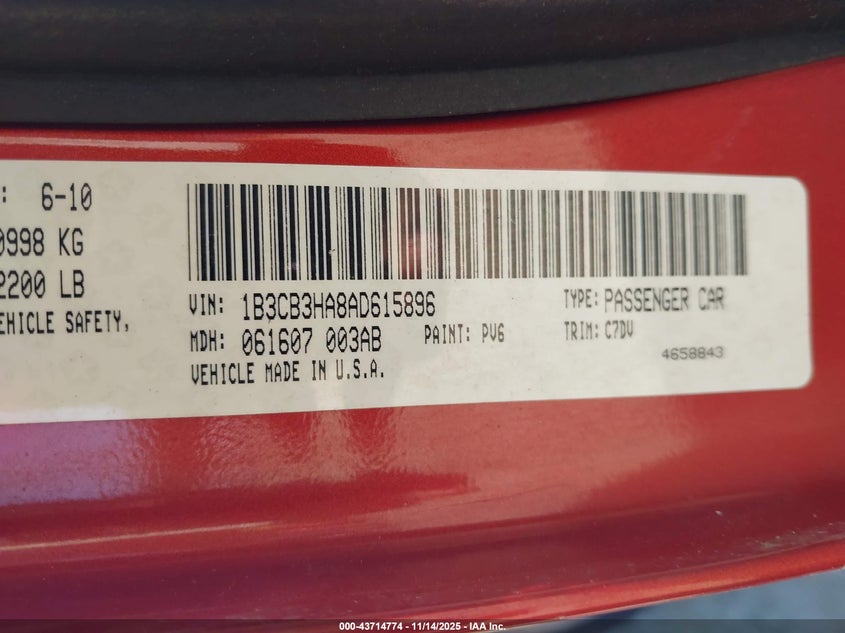 : 6-10
0998 KG
2200 LB
EHICLE SAFETY,
VIN: 1B3CB3HA8AD615896 TYPE: PASSENGER CAR
MDH: 061607 003AB PAINT: PV6 TRIM: C7DV
VEHICLE MADE IN U.S.A.
4658843
000-43714774 - 11/14/2025 - IAA Inc.